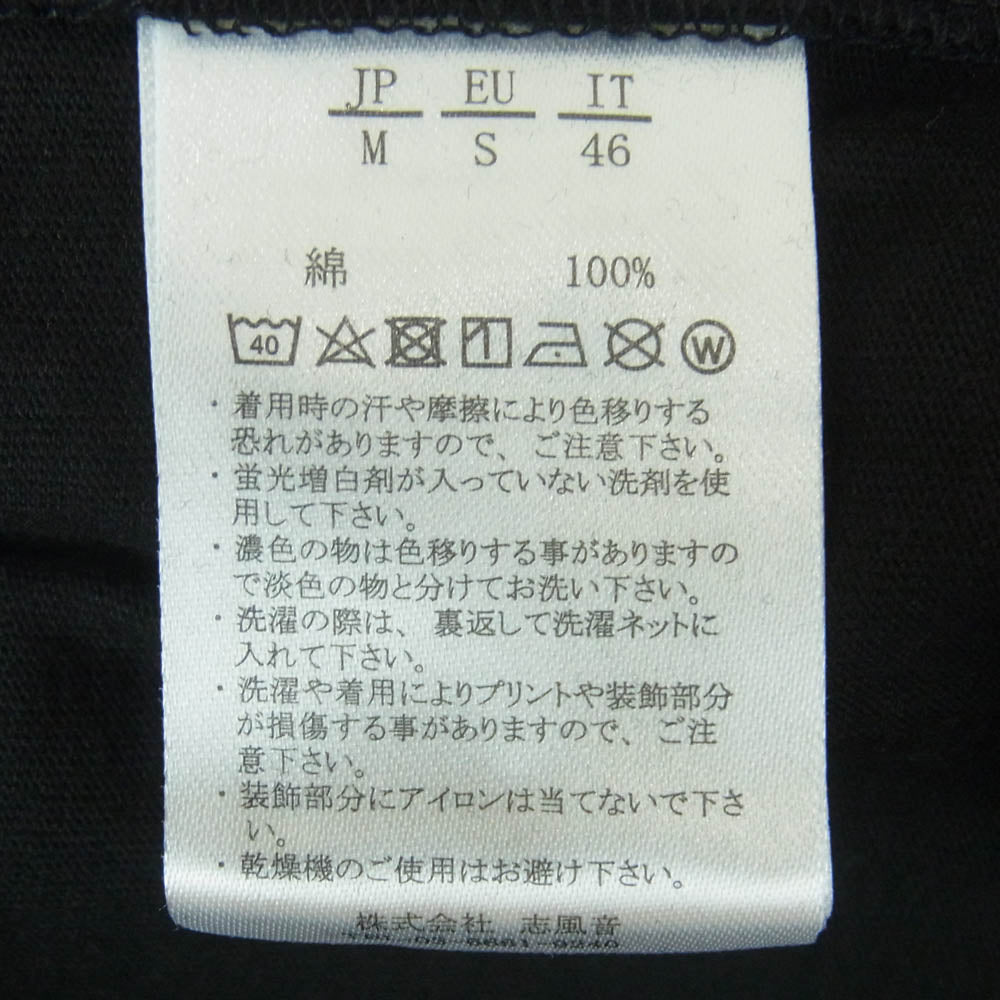 JP EU IT
M S 46
綿 100%
40 W
・着用時の汗や摩擦により色移りする
恐れがありますので、ご注意下さい。
・蛍光増白剤が入っていない洗剤を使
用して下さい。
・濃色の物は色移りする事がありますの
で淡色の物と分けてお洗い下さい。
・洗濯の際は、裏返して洗濯ネットに
入れて下さい。
・洗濯や着用によりプリントや装飾部分
が損傷する事がありますので、ご注
意下さい。
・装飾部分にアイロンは当てないで下さ
い。
・乾燥機のご使用はお避け下さい。
株式会社 志風音